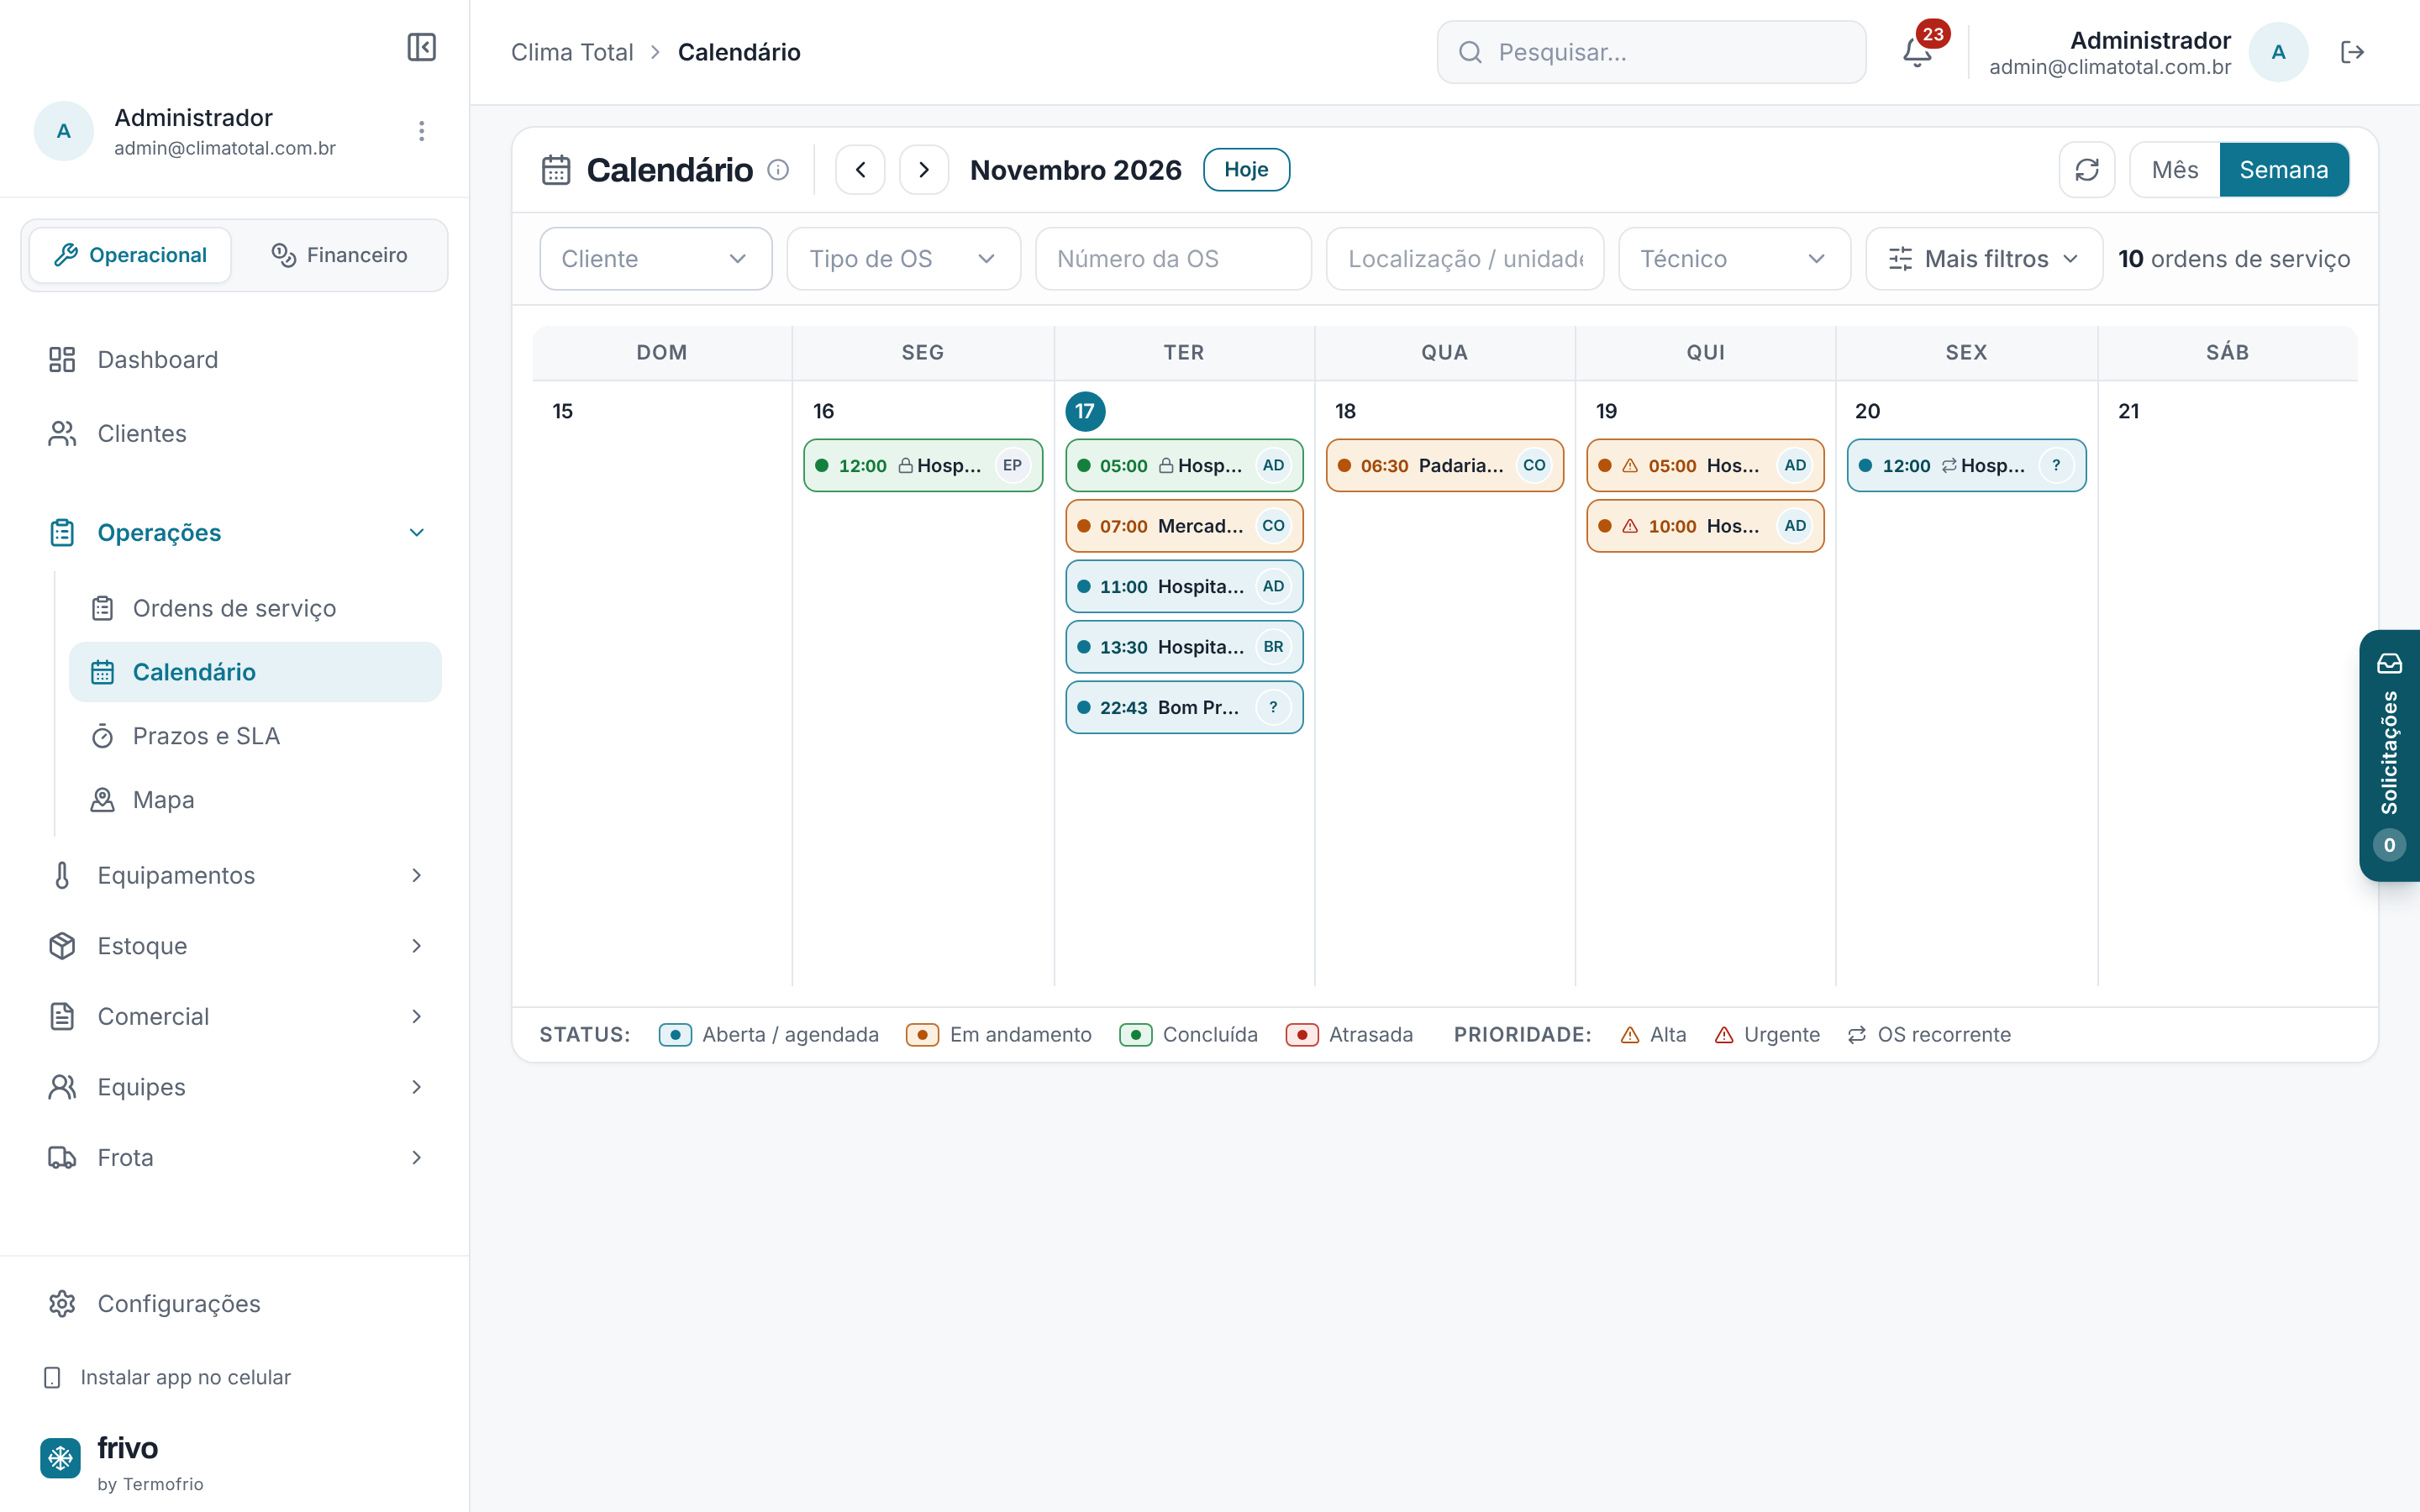 Clima Total > Calendário
Pesquisar...
23
Administrador
admin@climatotal.com.br
A
A
Administrador
admin@climatotal.com.br
Operacional
Financeiro
Dashboard
Clientes
Operações
Ordens de serviço
Calendário
Prazos e SLA
Mapa
Equipamentos
Estoque
Comercial
Equipes
Frota
Configurações
Instalar app no celular
frivo
by Termofrio
Calendário
Novembro 2026
Hoje
Mês
Semana
Cliente
Tipo de OS
Número da OS
Localização / unidade
Técnico
Mais filtros
10 ordens de serviço
DOM SEG TER QUA QUI SEX SÁB
15
16
12:00 Hosp... EP
17
05:00 Hosp... AD
07:00 Mercad... CO
11:00 Hospita... AD
13:30 Hospita... BR
22:43 Bom Pr... ?
18
06:30 Padaria... CO
19
05:00 Hos... AD
10:00 Hos... AD
20
12:00 Hosp... ?
21
STATUS: Aberta / agendada Em andamento Concluída Atrasada PRIORIDADE: Alta Urgente OS recorrente
Solicitações
0